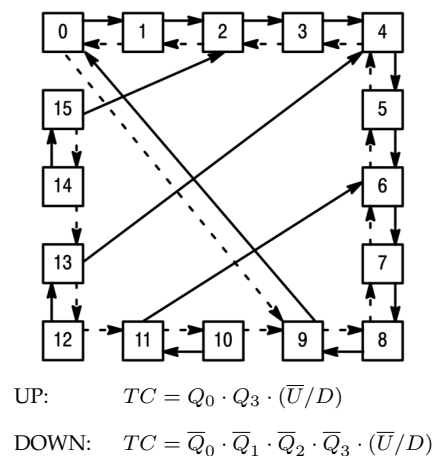 0 1 2 3 4
15 5
14 6
13 7
12 11 10 9 8
UP: TC = Q₀ · Q₃ · (U̅/D)
DOWN: TC = Q̅₀ · Q̅₁ · Q̅₂ · Q̅₃ · (U̅/D)